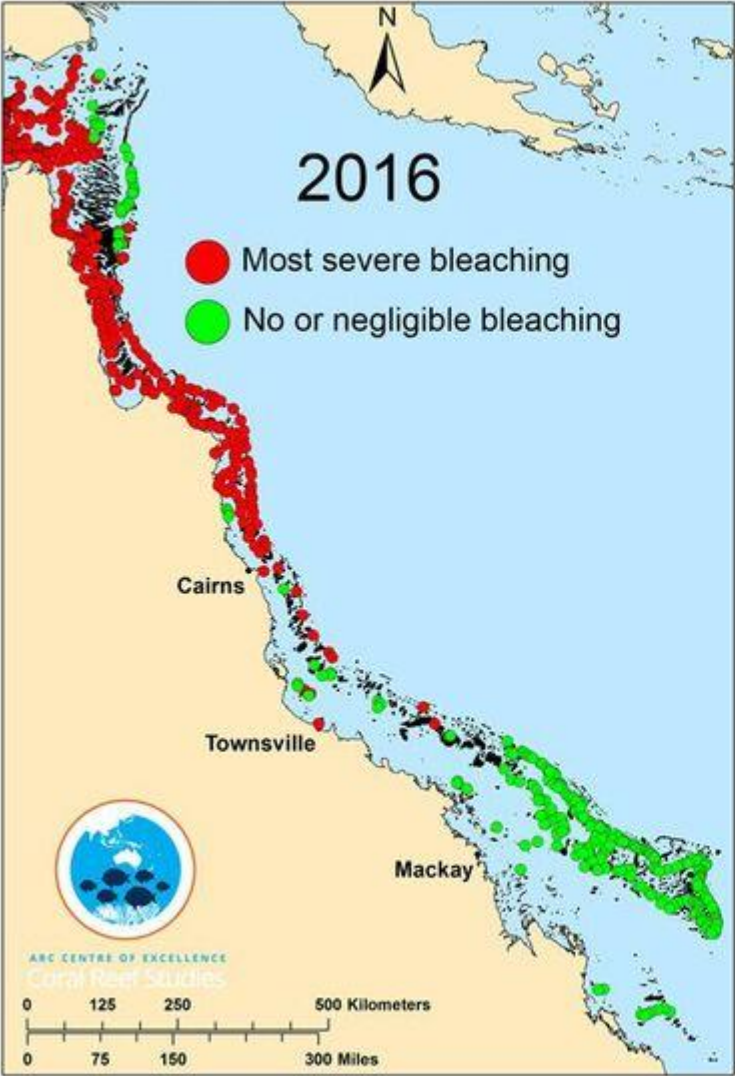 N
2016
Most severe bleaching
No or negligible bleaching
Cairns
Townsville
Mackay
ARC CENTRE OF EXCELLENCE
Coral Reef Studies
0 125 250 500 Kilometers
0 75 150 300 Miles